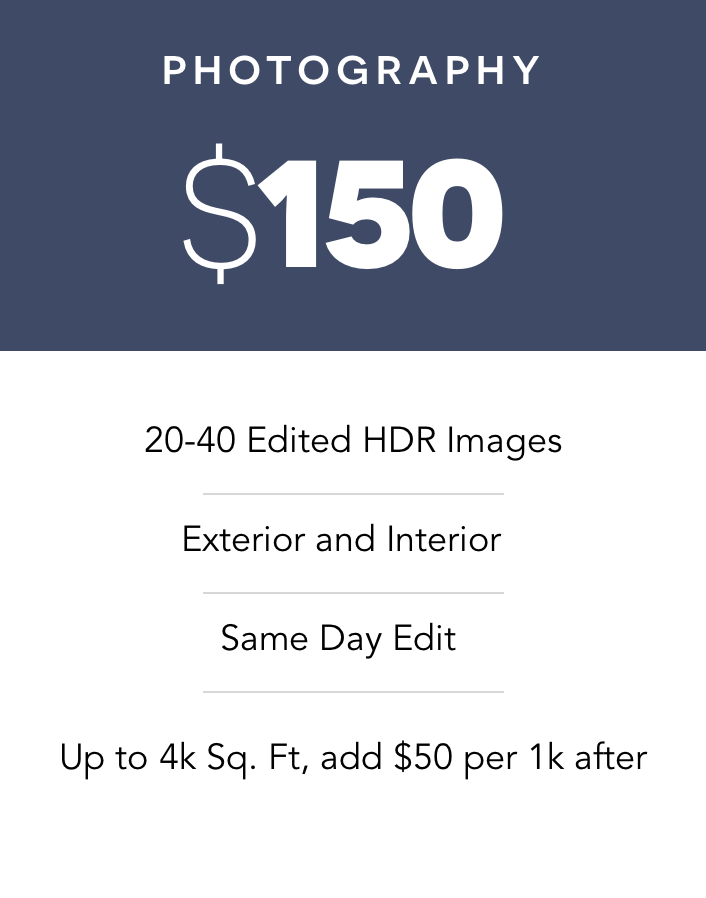 PHOTOGRAPHY
$150
20-40 Edited HDR Images
Exterior and Interior
Same Day Edit
Up to 4k Sq. Ft, add $50 per 1k after